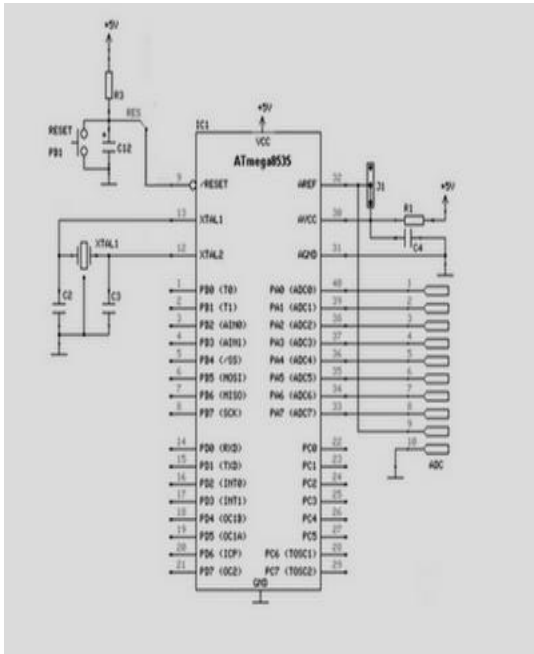 +5V
R3
RES
RESET
PB1
C12
+5V
IC1
VCC
ATmega8535
9 /RESET
AREF 32
J1
+5V
13 XTAL1
AVCC 30
R1
C4
12 XTAL2
AGND 31
XTAL1
C2
C3
1 PB0 (T0)
PA0 (ADC0) 40 1
2 PB1 (T1)
PA1 (ADC1) 39 2
3 PB2 (AIN0)
PA2 (ADC2) 38 3
4 PB3 (AIN1)
PA3 (ADC3) 37 4
5 PB4 (/SS)
PA4 (ADC4) 36 5
6 PB5 (MOSI)
PA5 (ADC5) 35 6
7 PB6 (MISO)
PA6 (ADC6) 34 7
8 PB7 (SCK)
PA7 (ADC7) 33 8
9
14 PD0 (RXD)
PC0 22
10
15 PD1 (TXD)
PC1 23
ADC
16 PD2 (INT0)
PC2 24
17 PD3 (INT1)
PC3 25
18 PD4 (OC1B)
PC4 26
19 PD5 (OC1A)
PC5 27
20 PD6 (ICP)
PC6 (TOSC1) 28
21 PD7 (OC2)
PC7 (TOSC2) 29
GND